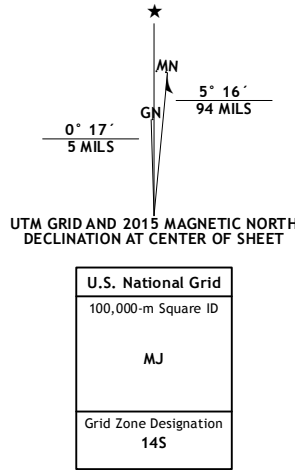 ★
MN
5° 16´
94 MILS
GN
0° 17´
5 MILS
UTM GRID AND 2015 MAGNETIC NORTH
DECLINATION AT CENTER OF SHEET
U.S. National Grid
100,000-m Square ID
MJ
Grid Zone Designation
14S